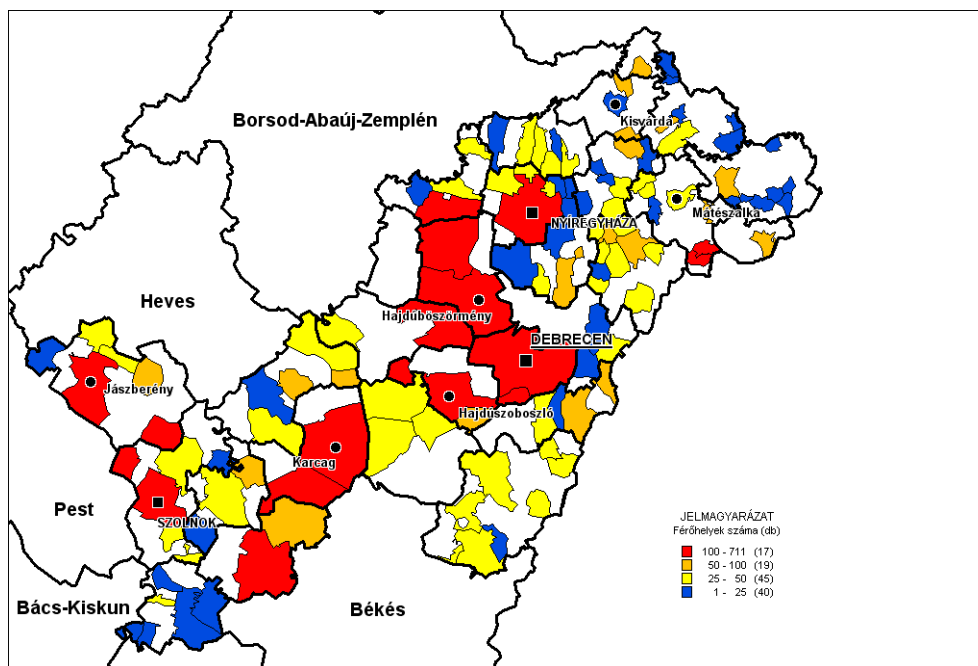 Borsod-Abaúj-Zemplén
Kisvárda
Mátészalka
NYÍREGYHÁZA
Heves
Hajdúböszörmény
DEBRECEN
Jászberény
Hajdúszoboszló
Karcag
Pest
SZOLNOK
Bács-Kiskun
Békés
JELMAGYARÁZAT
Férőhelyek száma (db)
100 - 711 (17)
50 - 100 (19)
25 - 50 (45)
1 - 25 (40)